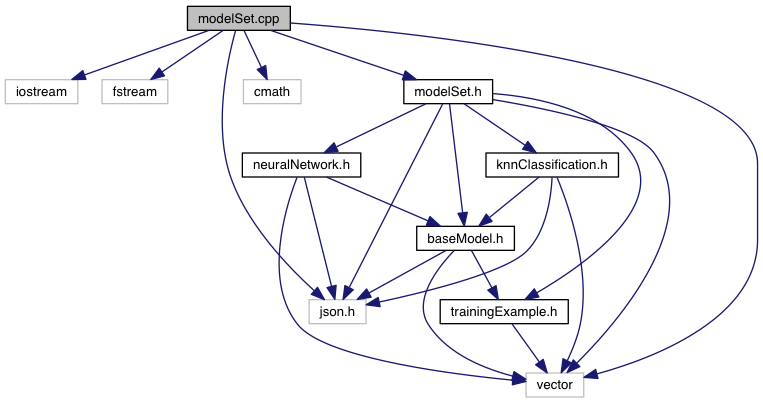 modelSet.cpp
iostream
fstream
cmath
modelSet.h
neuralNetwork.h
knnClassification.h
baseModel.h
json.h
trainingExample.h
vector